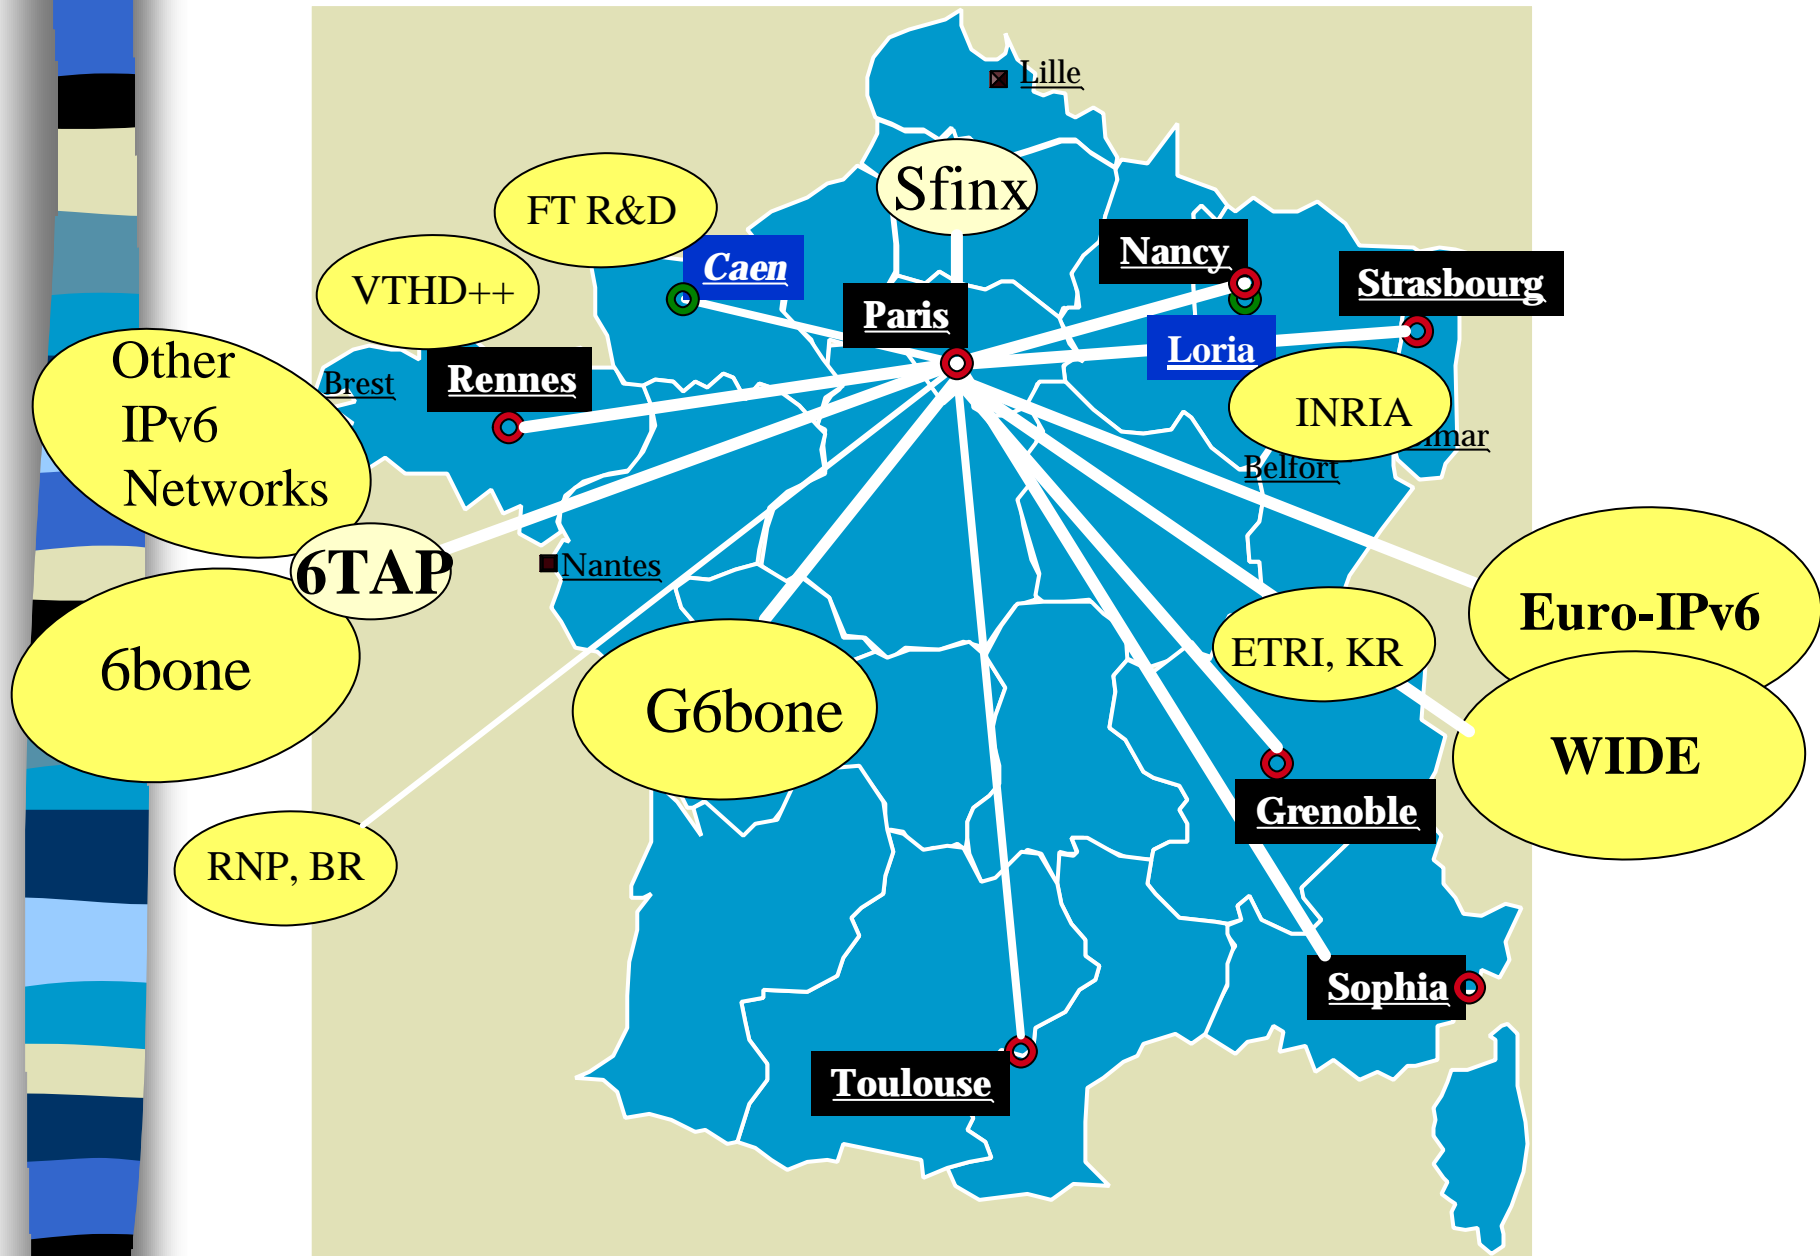 Lille
Sfinx
FT R&D
Caen
Nancy
Strasbourg
VTHD++
Paris
Loria
Other
IPv6
Networks
Brest
Rennes
INRIA
Belfort
6TAP
Nantes
Euro-IPv6
ETRI, KR
6bone
G6bone
WIDE
Grenoble
RNP, BR
Sophia
Toulouse